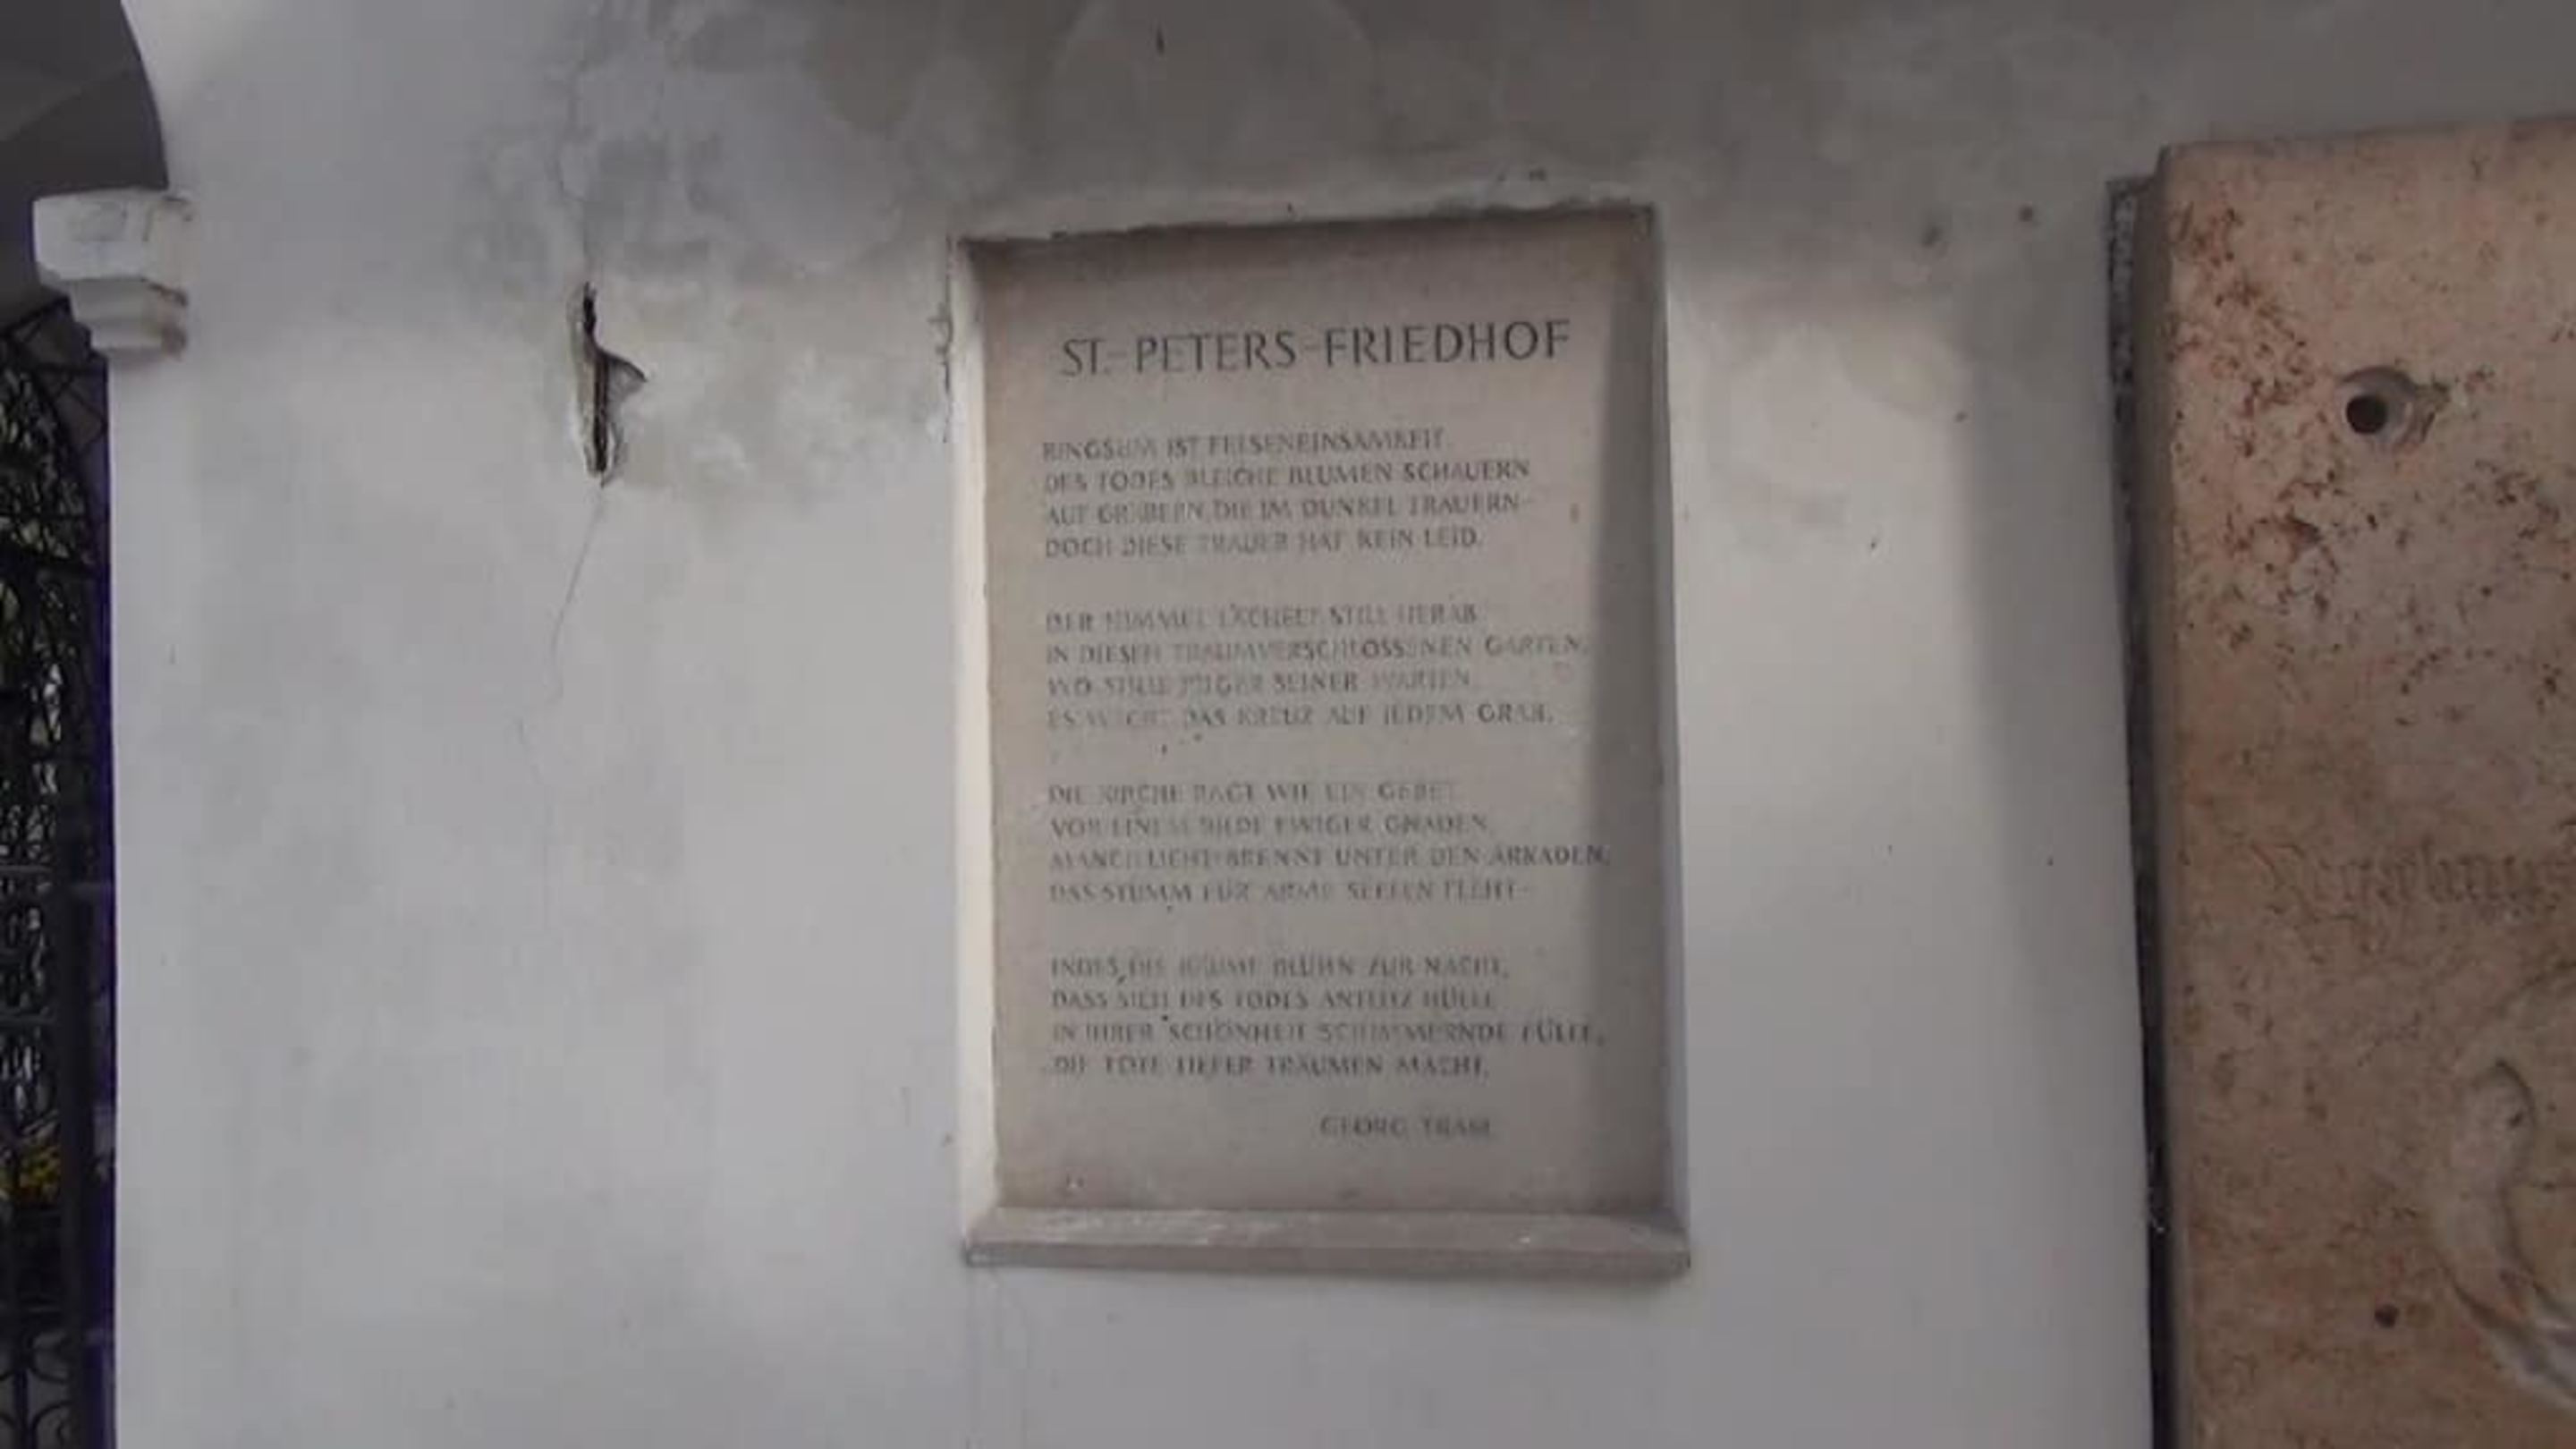 ST.-PETERS-FRIEDHOF
RINGSUM IST FELSENEINSAMKEIT.
DES TODES BLEICHE BLUMEN SCHAUERN
AUF GRÄBERN, DIE IM DUNKEL TRAUERN-
DOCH DIESE TRAUER HAT KEIN LEID.
DER HIMMEL LÄCHELT STILL HERAB
IN DIESEN TRAUMVERSCHLOSSENEN GARTEN,
WO STILLE PILGER SEINER WARTEN.
ES WACHT DAS KREUZ AUF JEDEM GRAB.
DIE KIRCHE RAGT WIE EIN GEBET
VOR EINEM BILDE EWIGER GNADEN,
MANCH LICHT BRENNT UNTER DEN ARKADEN,
DAS STUMM FÜR ARME SEELEN FLEHT-
INDES DIE BÄUME BLÜHN ZUR NACHT,
DASS SICH DES TODES ANTLITZ HÜLLE
IN IHRER SCHÖNHEIT SCHIMMERNDE FÜLLE,
DIE TOTE TIEFER TRÄUMEN MACHT.
GEORG TRAKL